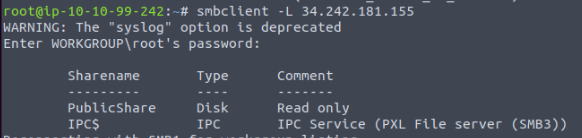 root@ip-10-10-99-242:~# smbclient -L 34.242.181.155
WARNING: The "syslog" option is deprecated
Enter WORKGROUP\root's password:
Sharename Type Comment
--------- ---- -------
PublicShare Disk Read only
IPC$ IPC IPC Service (PXL File server (SMB3))